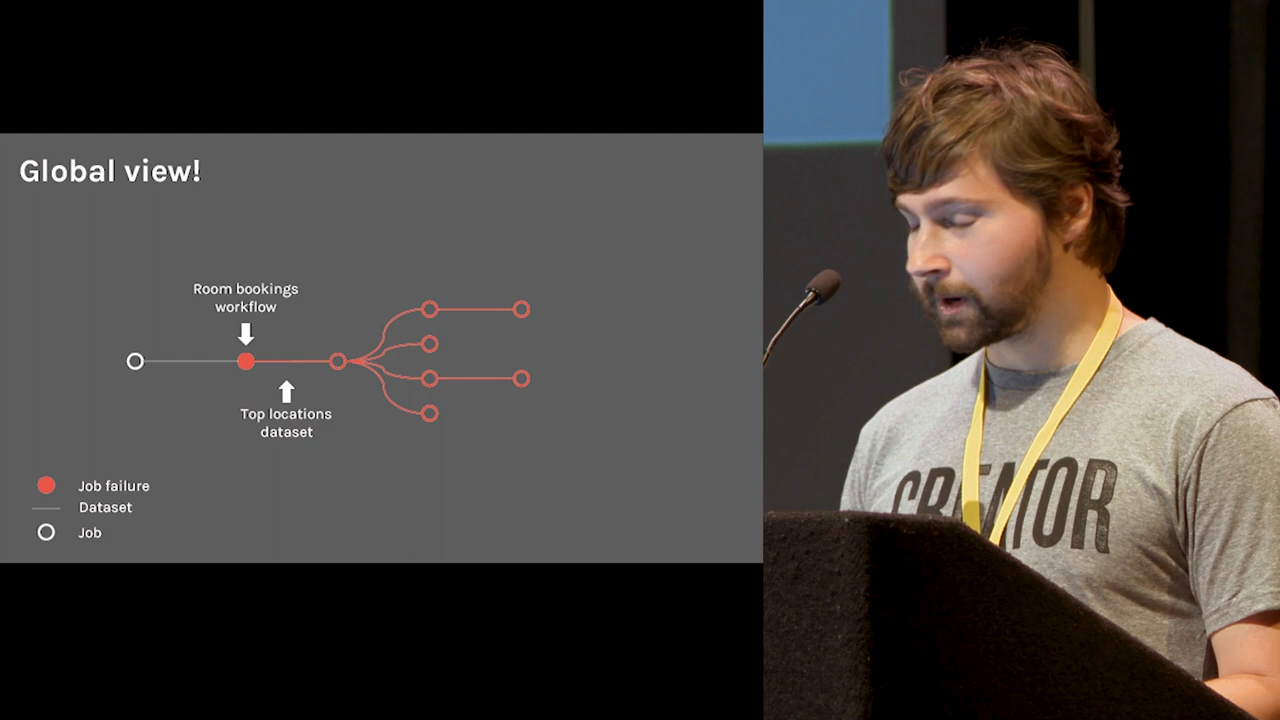 Global view!
Room bookings
workflow
Top locations
dataset
Job failure
Dataset
Job
CREATOR